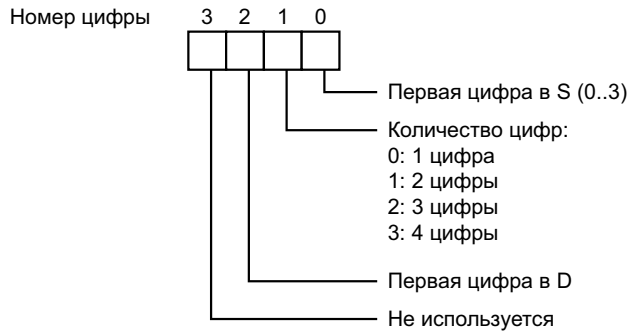 Номер цифры 3 2 1 0
Первая цифра в S (0..3)
Количество цифр:
0: 1 цифра
1: 2 цифры
2: 3 цифры
3: 4 цифры
Первая цифра в D
Не используется